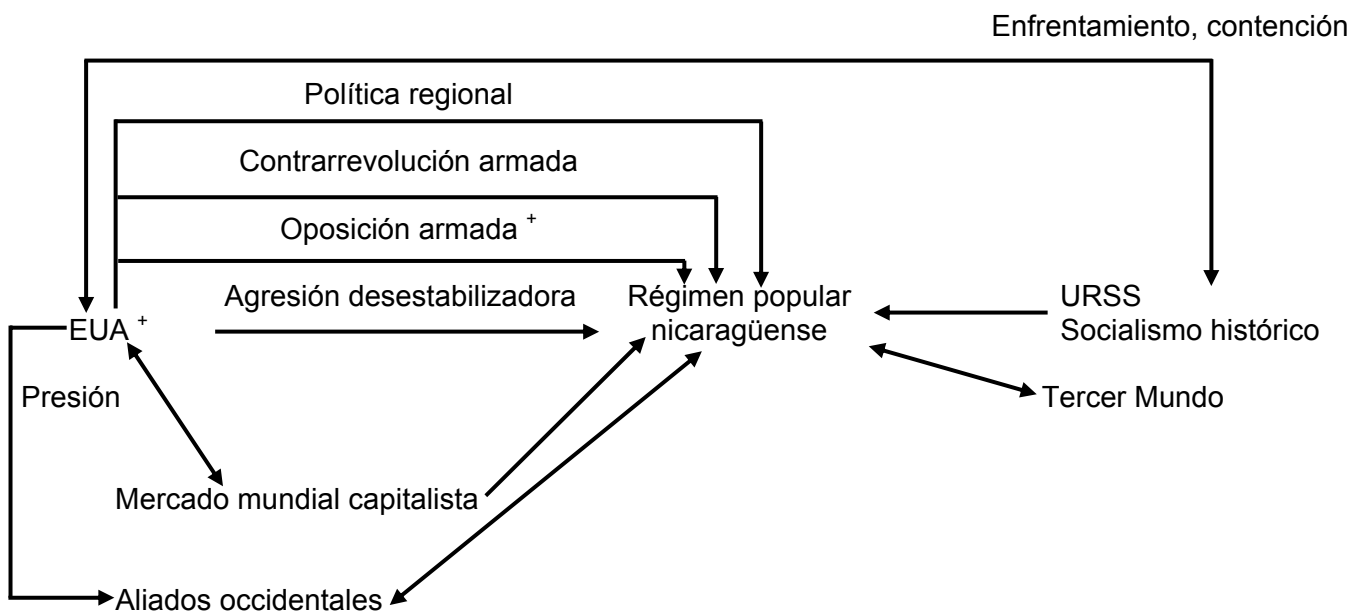 Enfrentamiento, contención
Política regional
Contrarrevolución armada
Oposición armada +
Agresión desestabilizadora
Régimen popular
nicaragüense
URSS
Socialismo histórico
EUA +
Presión
Tercer Mundo
Mercado mundial capitalista
Aliados occidentales